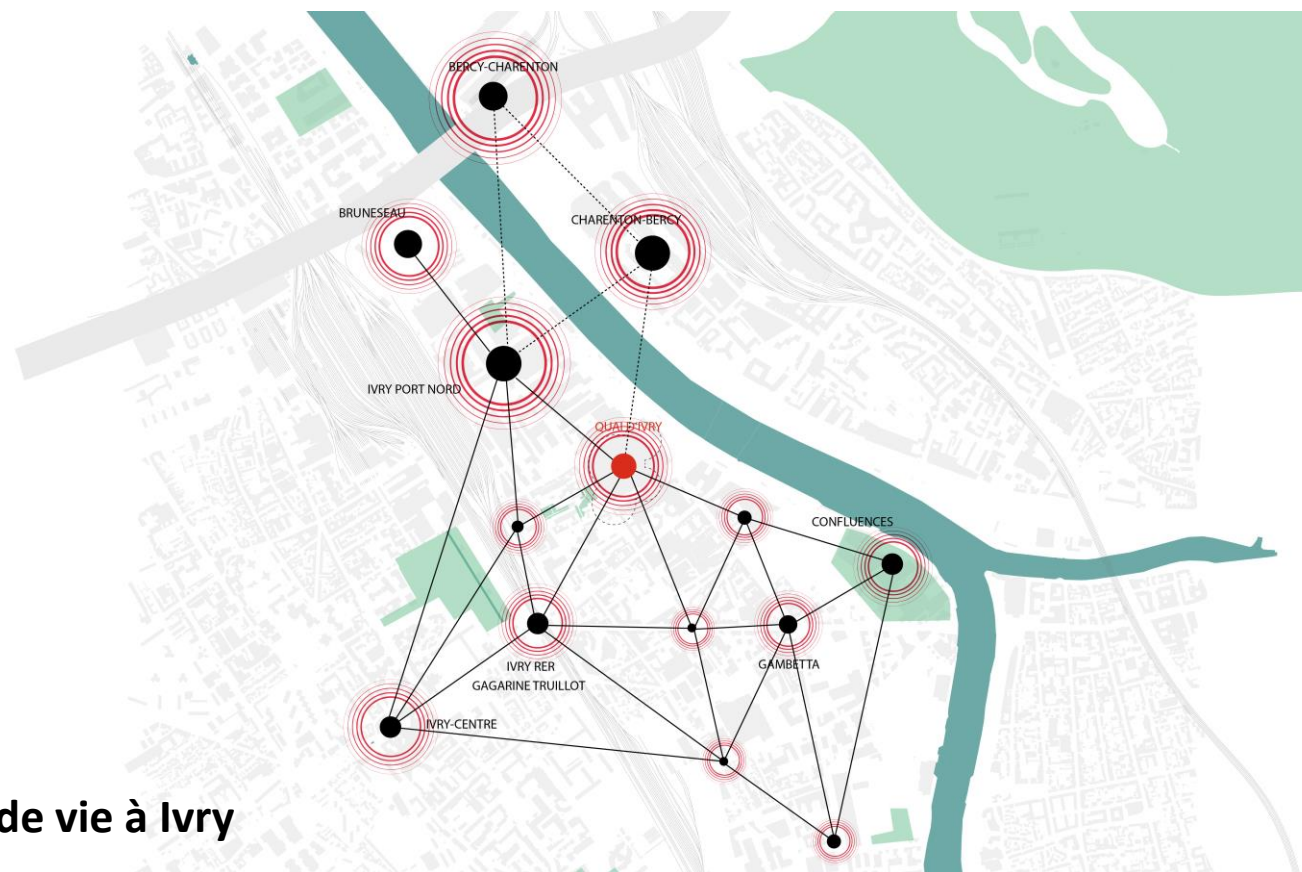 BERCY-CHARENTON
BRUNESEAU
CHARENTON-BERCY
IVRY PORT NORD
QUAI D'IVRY
CONFLUENCES
IVRY RER
GAGARINE TRUILLOT
GAMBETTA
IVRY-CENTRE
de vie à Ivry